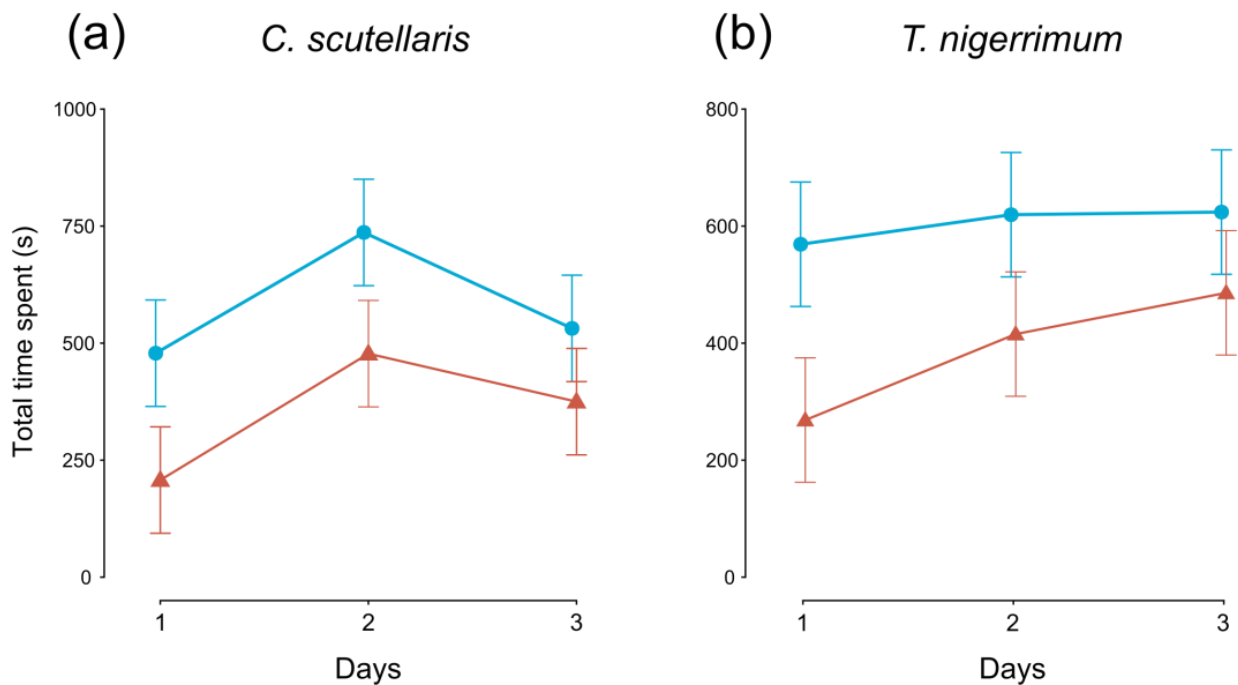 (a) C. scutellaris
Total time spent (s)
1000
750
500
250
0
1 2 3
Days
(b) T. nigerrimum
800
600
400
200
0
1 2 3
Days